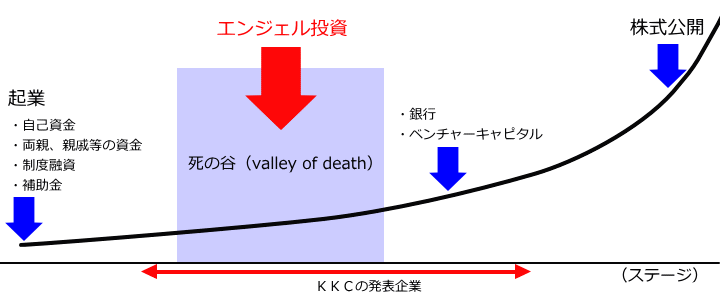 エンジェル投資
株式公開
起業
・自己資金
・両親、親戚等の資金
・制度融資
・補助金
・銀行
・ベンチャーキャピタル
死の谷（valley of death）
（ステージ）
ＫＫＣの発表企業